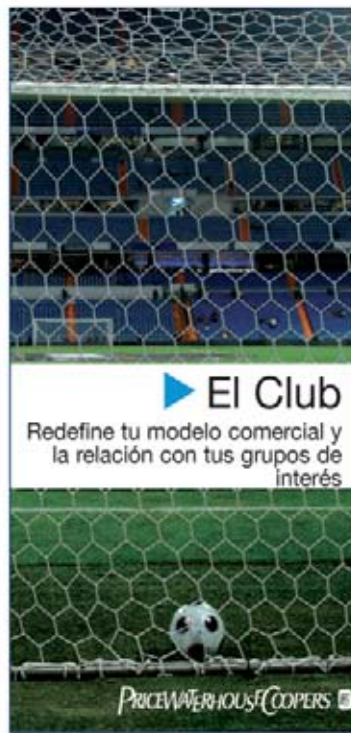 El Club
Redefine tu modelo comercial y
la relación con tus grupos de
interés
PRICEWATERHOUSECOOPERS